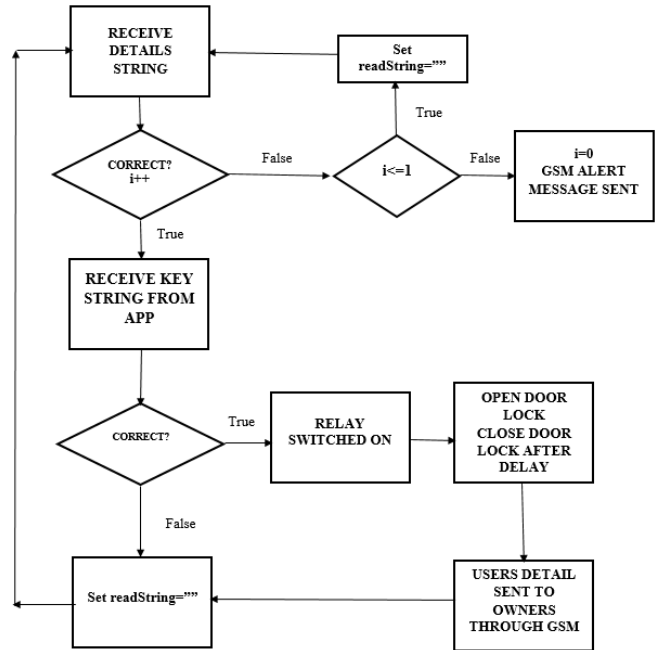 RECEIVE
DETAILS
STRING
Set
readString=””
True
CORRECT?
i++
False
i<=1
False
i=0
GSM ALERT
MESSAGE SENT
True
RECEIVE KEY
STRING FROM
APP
CORRECT?
True
RELAY
SWITCHED ON
OPEN DOOR
LOCK
CLOSE DOOR
LOCK AFTER
DELAY
False
Set readString=””
USERS DETAIL
SENT TO
OWNERS
THROUGH GSM